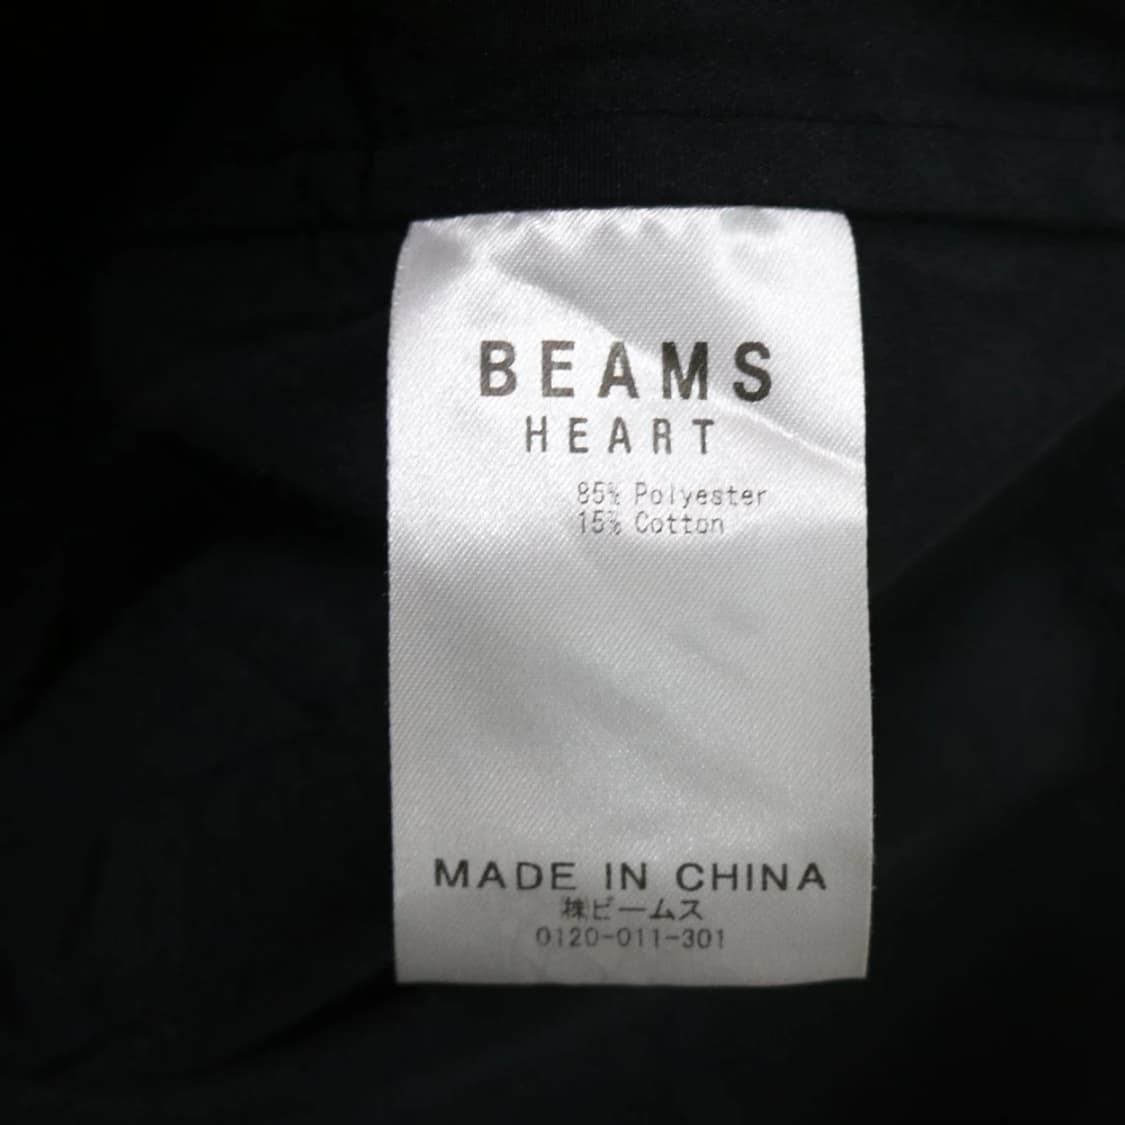 BEAMS
HEART
85% Polyester
15% Cotton
MADE IN CHINA
㈱ビームス
0120-011-301